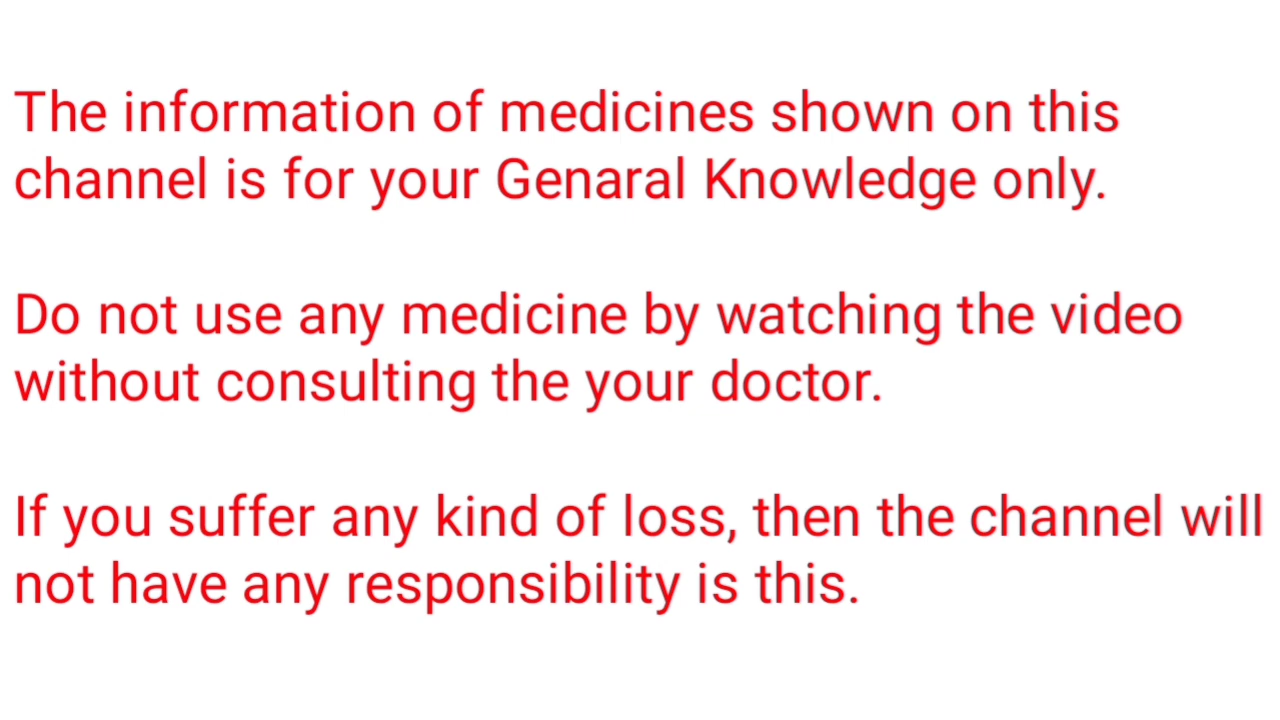 The information of medicines shown on this
channel is for your Genaral Knowledge only.
Do not use any medicine by watching the video
without consulting the your doctor.
If you suffer any kind of loss, then the channel will
not have any responsibility is this.